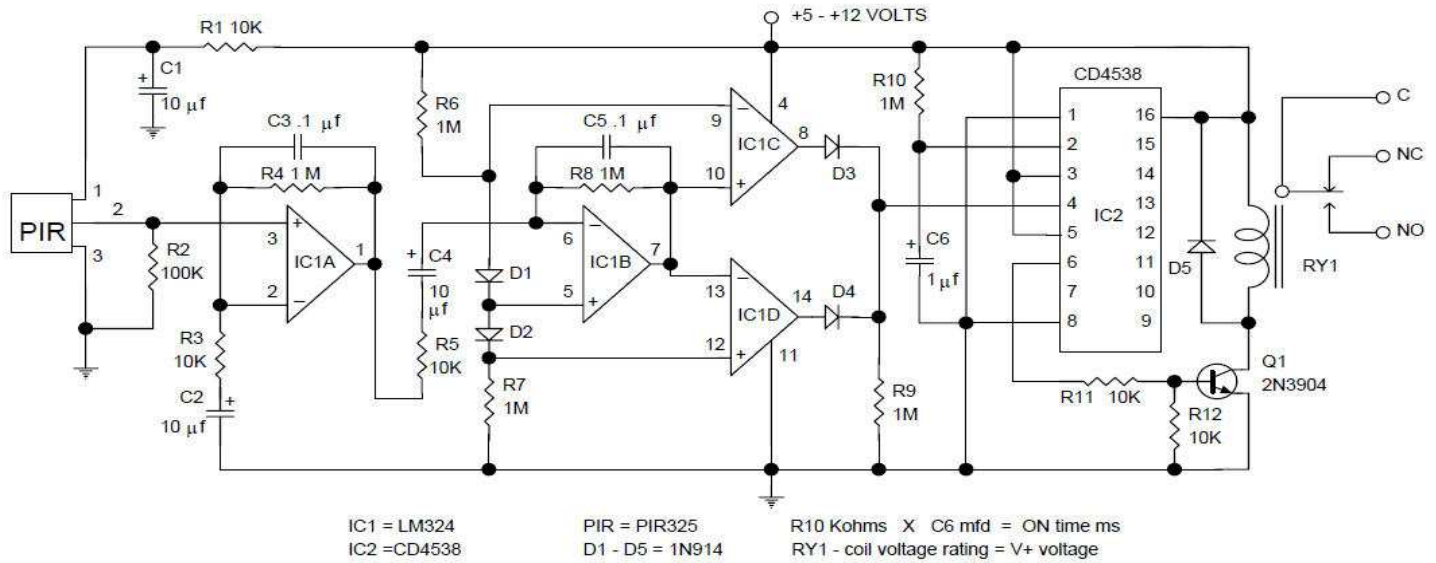 +5 - +12 VOLTS
R1 10K
C1
+
10 µf
R6
1M
C3 .1 µf
R4 1 M
C5 .1 µf
R8 1M
4
9
−
IC1C
8
10
+
D3
R10
1M
CD4538
1 16
2 15
3 14
4 13
5 12
6 11
7 10
8 9
IC2
C
NC
NO
RY1
D5
PIR
1
2
3
R2
100K
3
+
IC1A
1
2
−
+
C4
10
µf
6
−
IC1B
7
5
+
D1
D2
13
−
IC1D
14
12
+
11
D4
+
C6
1 µf
R3
10K
R5
10K
R7
1M
R9
1M
C2
+
10 µf
R11 10K
R12
10K
Q1
2N3904
IC1 = LM324
IC2 =CD4538
PIR = PIR325
D1 - D5 = 1N914
R10 Kohms X C6 mfd = ON time ms
RY1 - coil voltage rating = V+ voltage